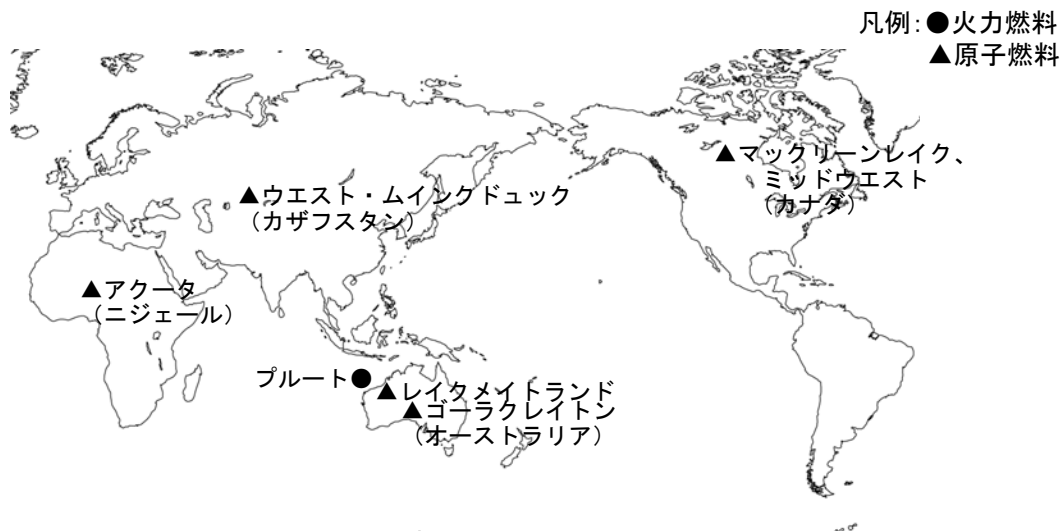 凡例：●火力燃料
▲原子燃料
▲マックリーンレイク、
ミッドウエスト
（カナダ）
▲ウエスト・ムインクドュック
（カザフスタン）
▲アクータ
（ニジェール）
プルート●
▲レイクメイトランド
▲ゴーラクレイトン
（オーストラリア）